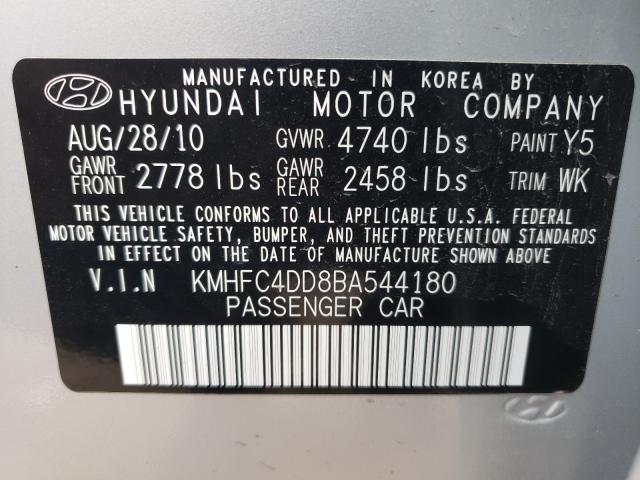 MANUFACTURED IN KOREA BY
HYUNDAI MOTOR COMPANY
AUG/28/10 GVWR 4740 lbs PAINT Y5
GAWR FRONT 2778 lbs GAWR REAR 2458 lbs TRIM WK
THIS VEHICLE CONFORMS TO ALL APPLICABLE U.S.A. FEDERAL
MOTOR VEHICLE SAFETY, BUMPER, AND THEFT PREVENTION STANDARDS
IN EFFECT ON THE DATE OF MANUFACTURE SHOWN ABOVE
V.I.N KMHFC4DD8BA544180
PASSENGER CAR